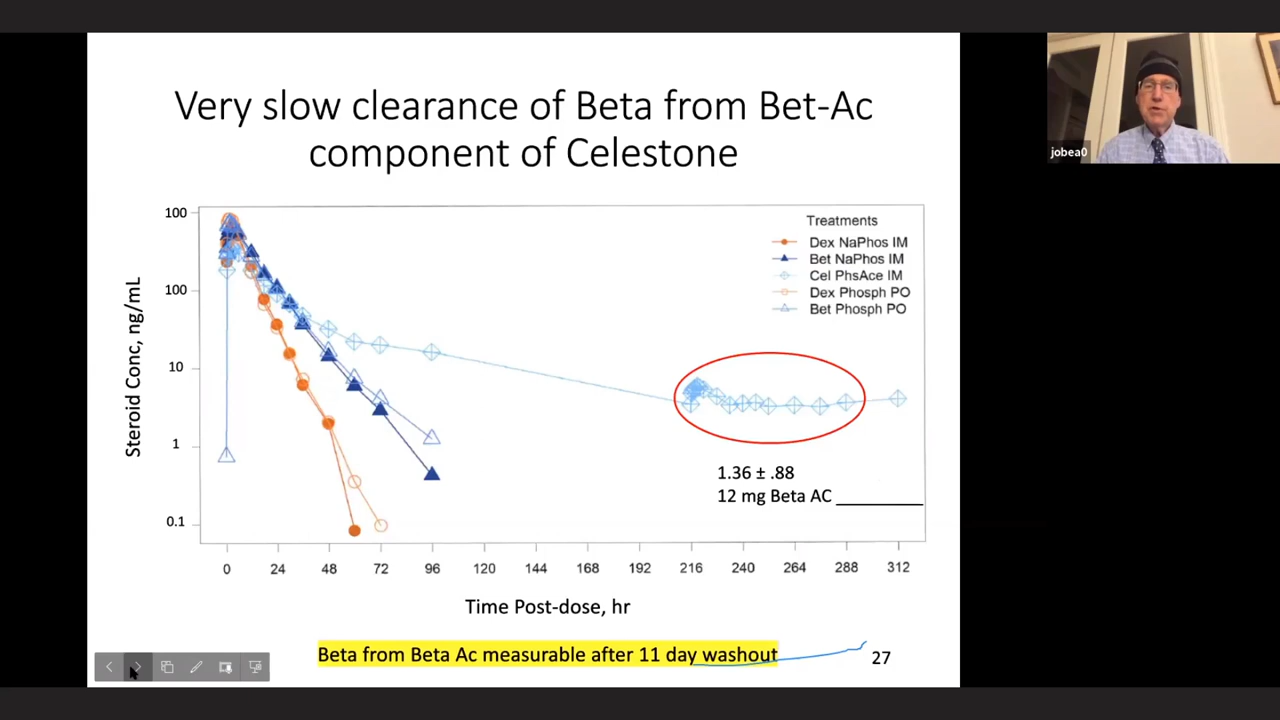 Very slow clearance of Beta from Bet-Ac
component of Celestone
jobea0
Steroid Conc, ng/mL
100
100
10
1
0.1
Treatments
Dex NaPhos IM
Bet NaPhos IM
Cel PhsAce IM
Dex Phosph PO
Bet Phosph PO
1.36 ± .88
12 mg Beta AC __________
0 24 48 72 96 120 144 168 192 216 240 264 288 312
Time Post-dose, hr
Beta from Beta Ac measurable after 11 day washout
27